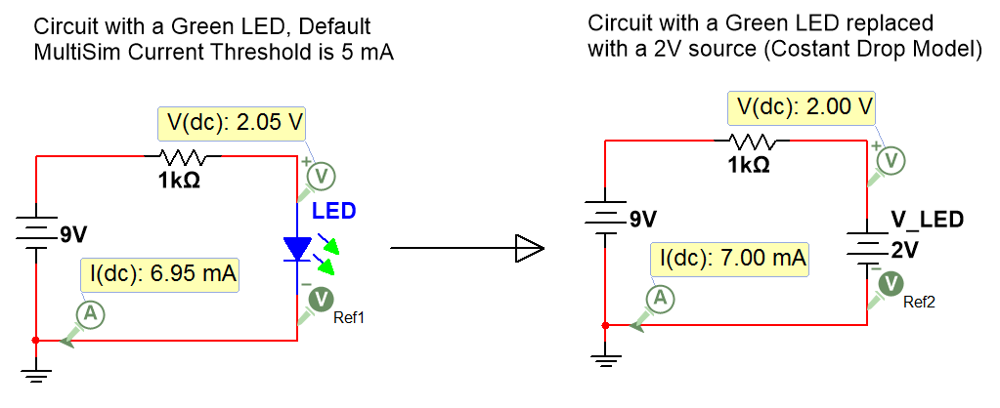 Circuit with a Green LED, Default
MultiSim Current Threshold is 5 mA
V(dc): 2.05 V
1kΩ
+
V
LED
9V
I(dc): 6.95 mA
A
V
Ref1
Circuit with a Green LED replaced
with a 2V source (Costant Drop Model)
V(dc): 2.00 V
1kΩ
+
V
9V
V_LED
2V
I(dc): 7.00 mA
A
V
Ref2